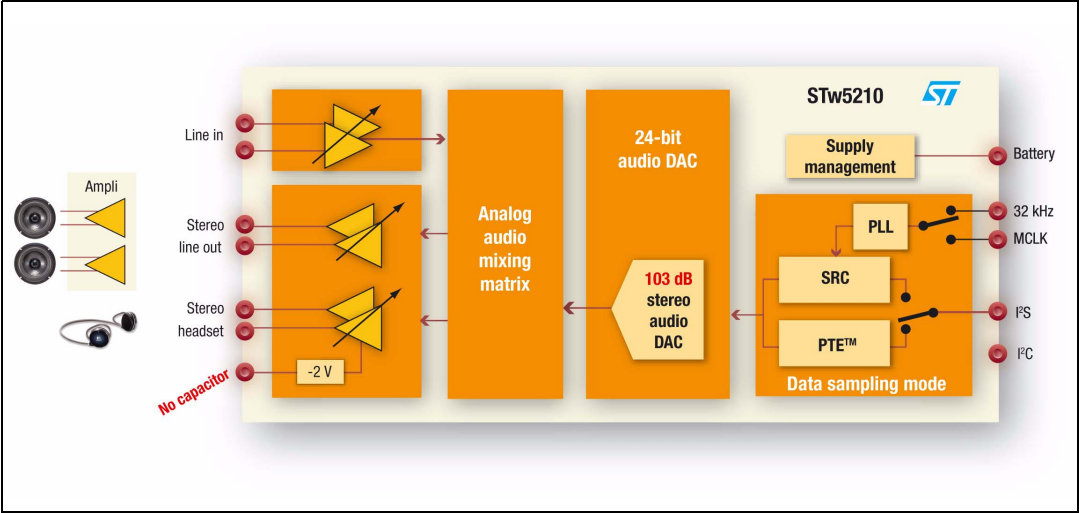 STw5210
ST
Line in
24-bit
audio DAC
Supply
management
Battery
Ampli
Stereo
line out
Analog
audio
mixing
matrix
PLL
32 kHz
MCLK
103 dB
stereo
audio
DAC
SRC
Stereo
headset
I²S
PTE™
I²C
-2 V
No capacitor
Data sampling mode